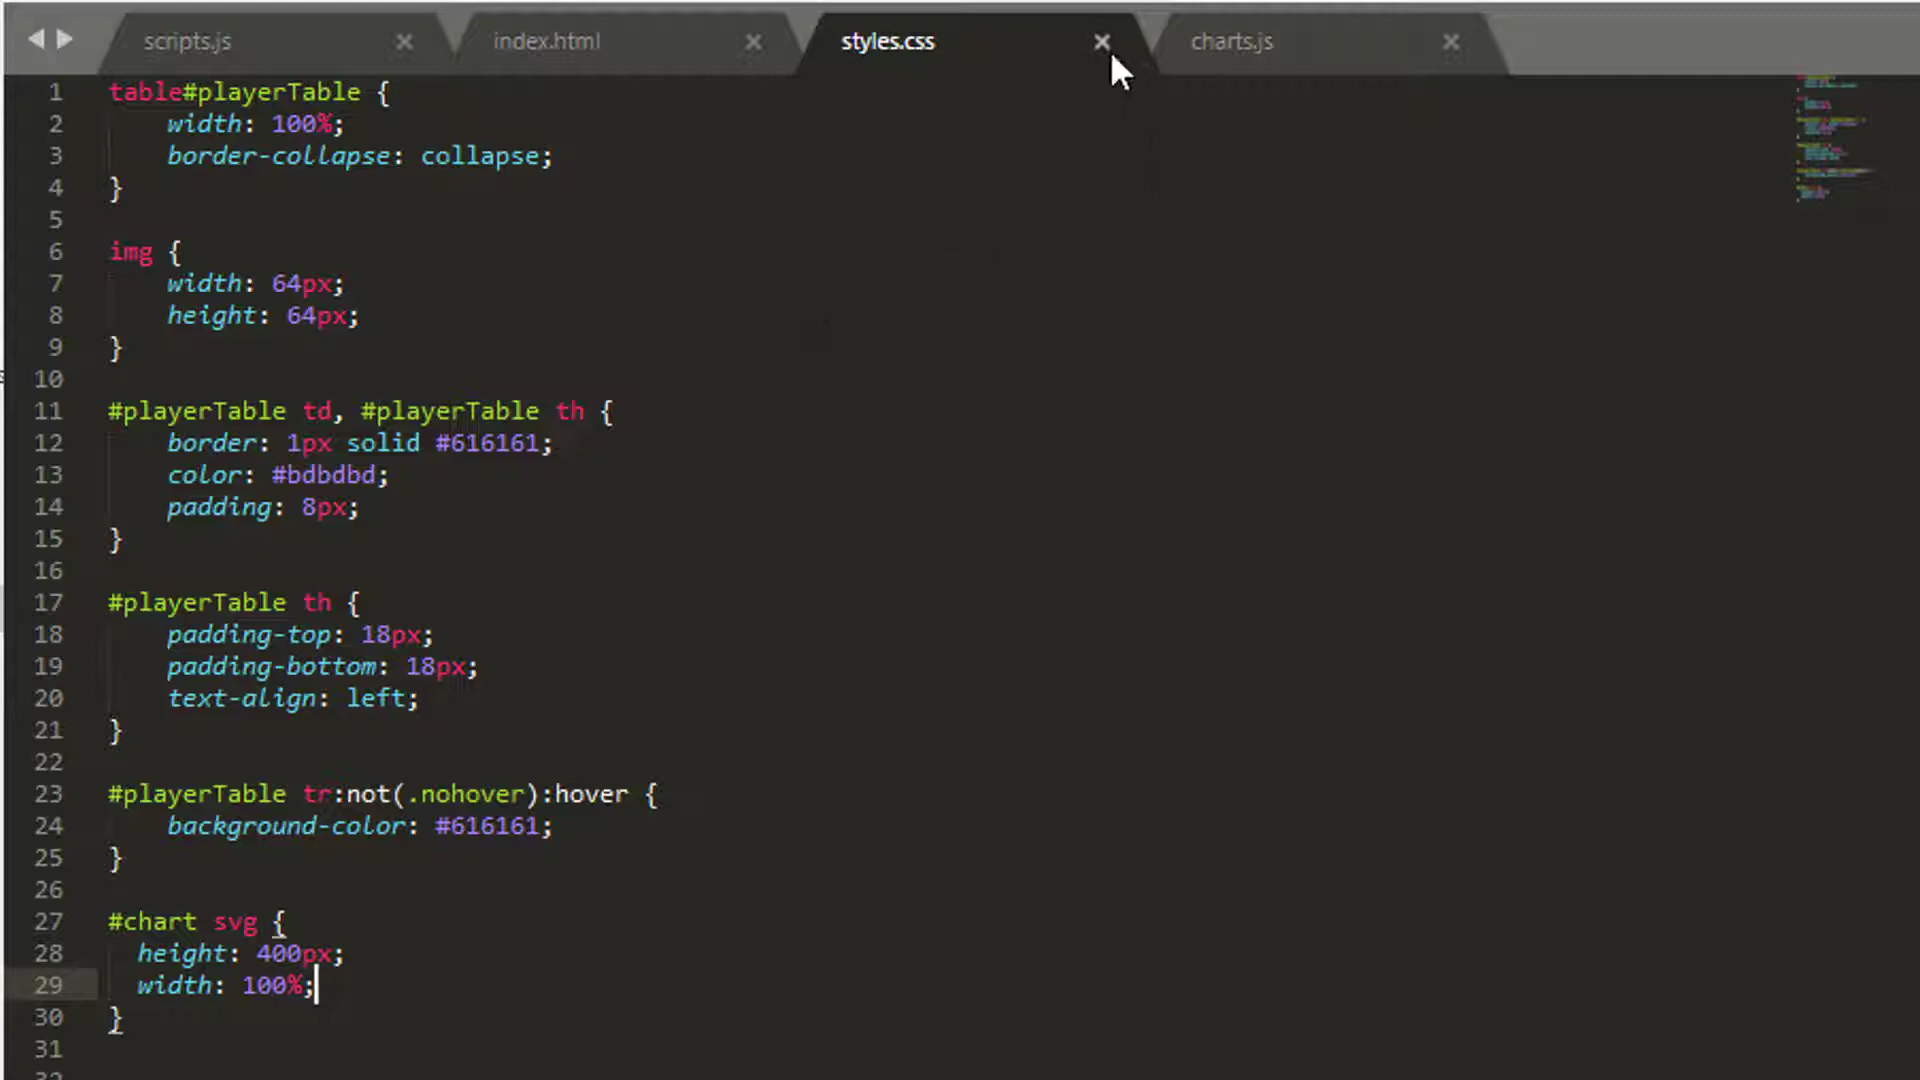 scripts.js × index.html × styles.css × charts.js ×
1 table#playerTable {
2 width: 100%;
3 border-collapse: collapse;
4 }
5
6 img {
7 width: 64px;
8 height: 64px;
9 }
10
11 #playerTable td, #playerTable th {
12 border: 1px solid #616161;
13 color: #bdbdbd;
14 padding: 8px;
15 }
16
17 #playerTable th {
18 padding-top: 18px;
19 padding-bottom: 18px;
20 text-align: left;
21 }
22
23 #playerTable tr:not(.nohover):hover {
24 background-color: #616161;
25 }
26
27 #chart svg {
28 height: 400px;
29 width: 100%;
30 }
31
32